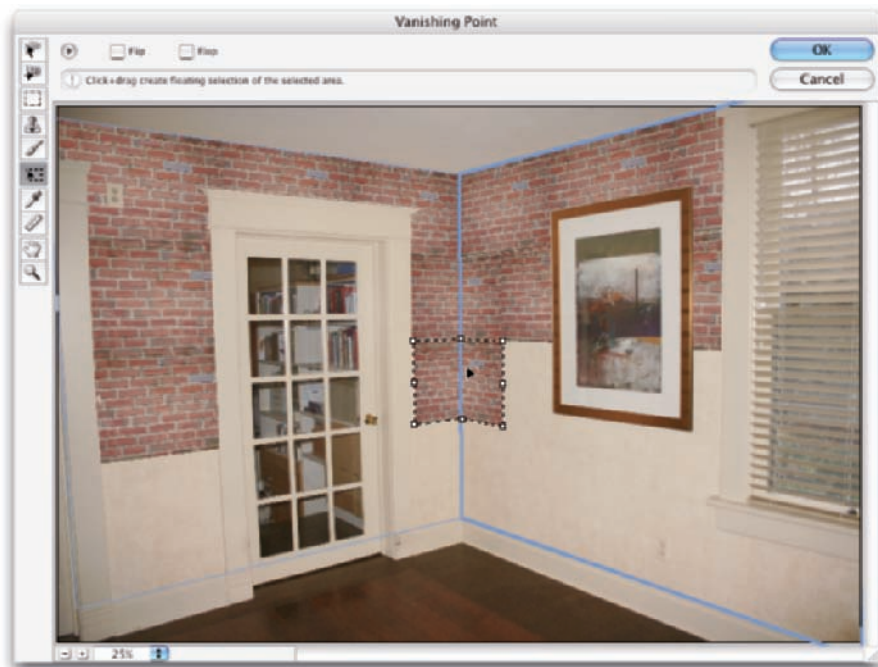 Vanishing Point
Flip
Flop
OK
Click+drag create floating selection of the selected area.
Cancel
25%